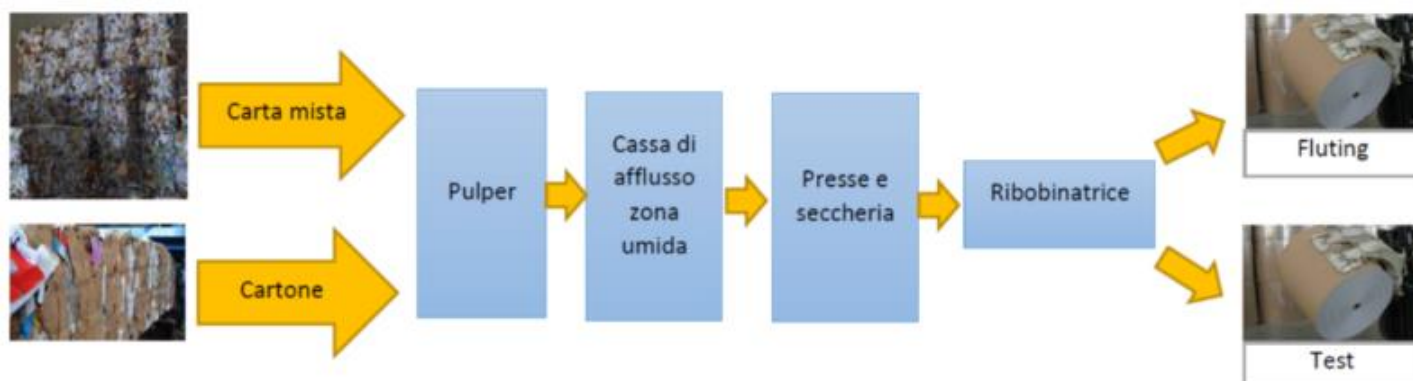 Carta mista
Cartone
Pulper
Cassa di
afflusso
zona
umida
Presse e
seccheria
Ribobinatrice
Fluting
Test